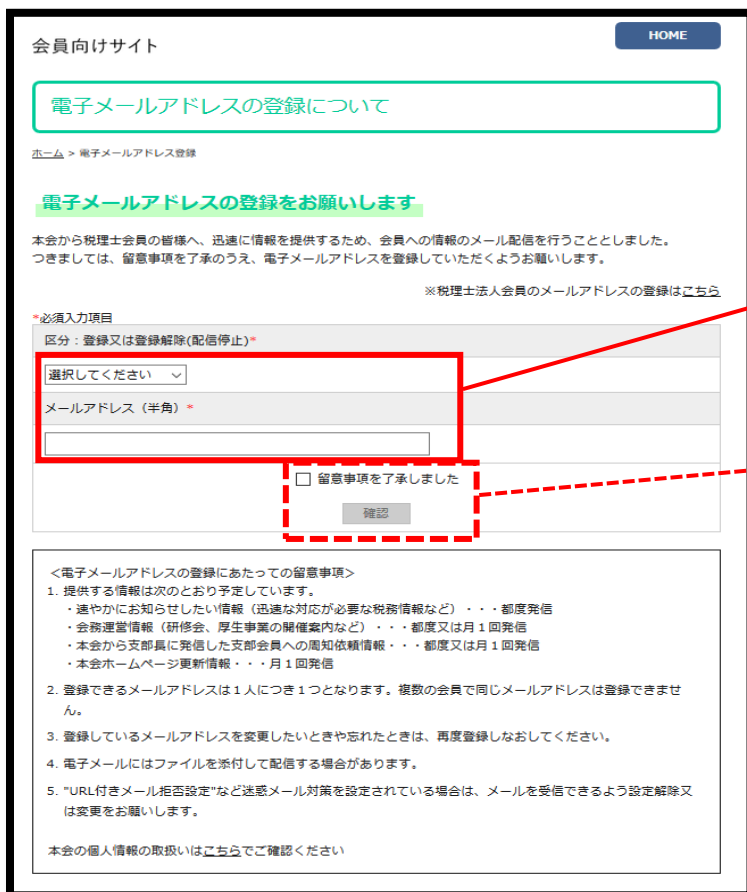 会員向けサイト
HOME
電子メールアドレスの登録について
ホーム > 電子メールアドレス登録
電子メールアドレスの登録をお願いします
本会から税理士会員の皆様へ、迅速に情報を提供するため、会員への情報のメール配信を行うこととしました。
つきましては、留意事項を了承のうえ、電子メールアドレスを登録していただくようお願いします。
※税理士法人会員のメールアドレスの登録はこちら
*必須入力項目
区分：登録又は登録解除(配信停止)*
選択してください
メールアドレス（半角）*
留意事項を了承しました
確認
＜電子メールアドレスの登録にあたっての留意事項＞
1. 提供する情報は次のとおり予定しています。
・速やかにお知らせしたい情報（迅速な対応が必要な税務情報など）・・・都度発信
・会務運営情報（研修会、厚生事業の開催案内など）・・・都度又は月１回発信
・本会から支部長に発信した支部会員への周知依頼情報・・・都度又は月１回発信
・本会ホームページ更新情報・・・月１回発信
2. 登録できるメールアドレスは１人につき１つとなります。複数の会員で同じメールアドレスは登録できませ
ん。
3. 登録しているメールアドレスを変更したいときや忘れたときは、再度登録しなおしてください。
4. 電子メールにはファイルを添付して配信する場合があります。
5. "URL付きメール拒否設定"など迷惑メール対策を設定されている場合は、メールを受信できるよう設定解除又
は変更をお願いします。
本会の個人情報の取扱いはこちらでご確認ください